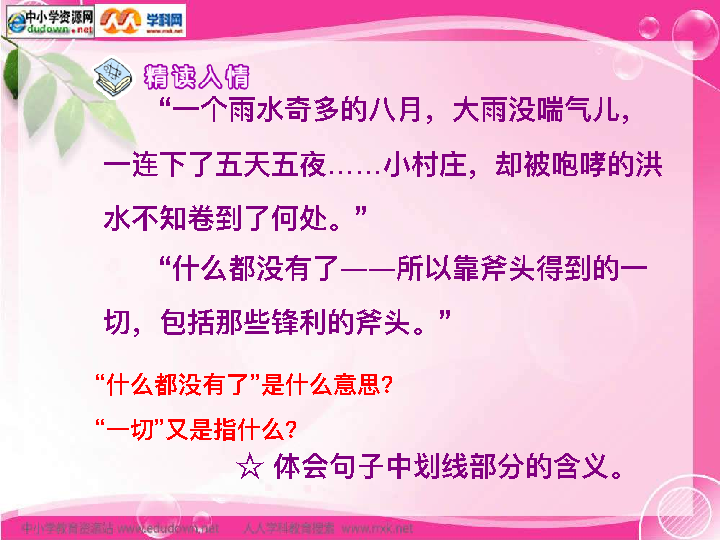 中小学资源网
edudown.net
学科网
www.nxk.net
精读入情
“一个雨水奇多的八月，大雨没喘气儿，
一连下了五天五夜……小村庄，却被咆哮的洪
水不知卷到了何处。”
“什么都没有了——所以靠斧头得到的一
切，包括那些锋利的斧头。”
“什么都没有了”是什么意思?
“一切”又是指什么?
☆ 体会句子中划线部分的含义。
中小学教育资源站 www.edudown.net 人人学科教育搜索 www.nxk.net